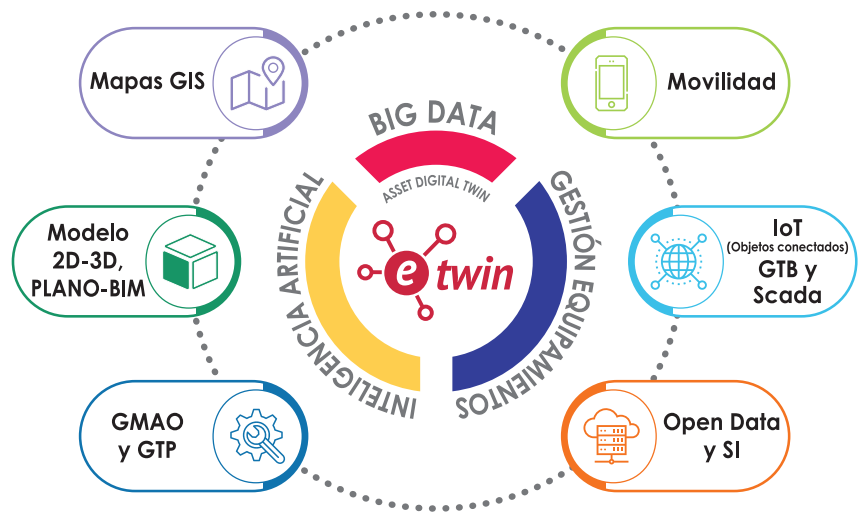 Mapas GIS
Movilidad
BIG DATA
ASSET DIGITAL TWIN
INTELIGENCIA ARTIFICIAL
GESTIÓN EQUIPAMIENTOS
e twin
Modelo
2D-3D,
PLANO-BIM
IoT
(Objetos conectados)
GTB y
Scada
GMAO
y GTP
Open Data
y SI